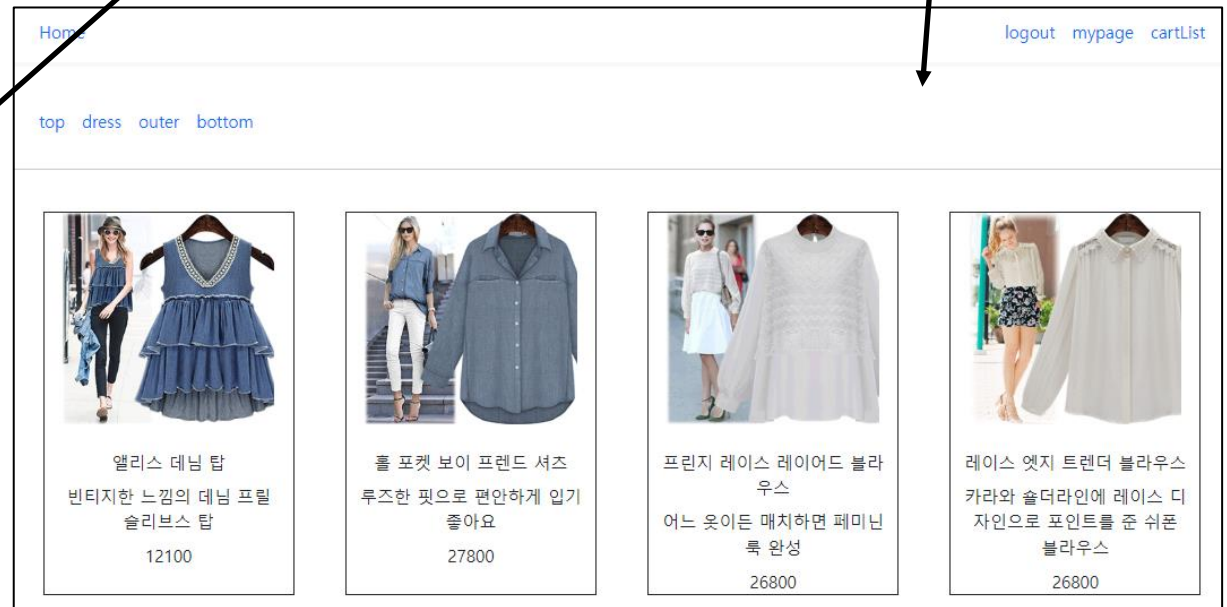 Home logout mypage cartList
top dress outer bottom
앨리스 데님 탑
빈티지한 느낌의 데님 프릴
슬리브스 탑
12100
홀 포켓 보이 프렌드 셔츠
루즈한 핏으로 편안하게 입기
좋아요
27800
프린지 레이스 레이어드 블라
우스
어느 옷이든 매치하면 페미닌
룩 완성
26800
레이스 엣지 트렌더 블라우스
카라와 숄더라인에 레이스 디
자인으로 포인트를 준 쉬폰
블라우스
26800